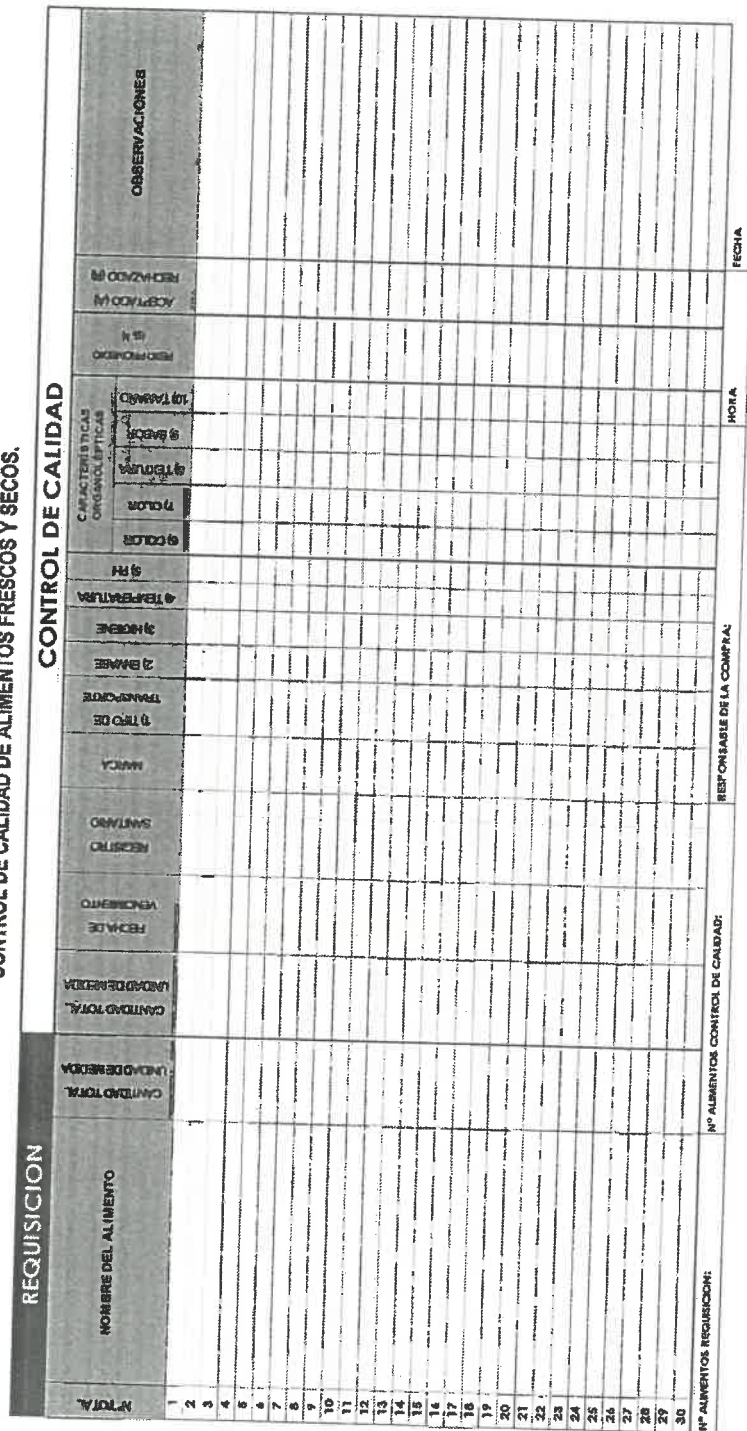 CONTROL DE CALIDAD DE ALIMENTOS FRESCOS Y SECOS.
REQUISICION
CONTROL DE CALIDAD
Nº TOTAL
NOMBRE DEL ALIMENTO
CANTIDAD TOTAL
UNIDAD DE MEDIDA
CANTIDAD TOTAL
UNIDAD DE MEDIDA
FECHA DE
VENCIMIENTO
REGISTRO
SANITARIO
MARCA
1) TIPO DE
TRANSPORTE
2) ENVASE
3) HIGIENE
4) TEMPERATURA
5) PH
CARACTERISTICAS
ORGANOLEPTICAS
6) COLOR
7) OLOR
8) TEXTURA
9) SABOR
10) TAMAÑO
PESO PROMEDIO
ACEPTADO (A)
RECHAZADO (R)
OBSERVACIONES
1
2
3
4
5
6
7
8
9
10
11
12
13
14
15
16
17
18
19
20
21
22
23
24
25
26
27
28
29
30
Nº ALIMENTOS REQUISICION:
Nº ALIMENTOS CONTROL DE CALIDAD:
RESPONSABLE DE LA COMPRA:
HORA
FECHA